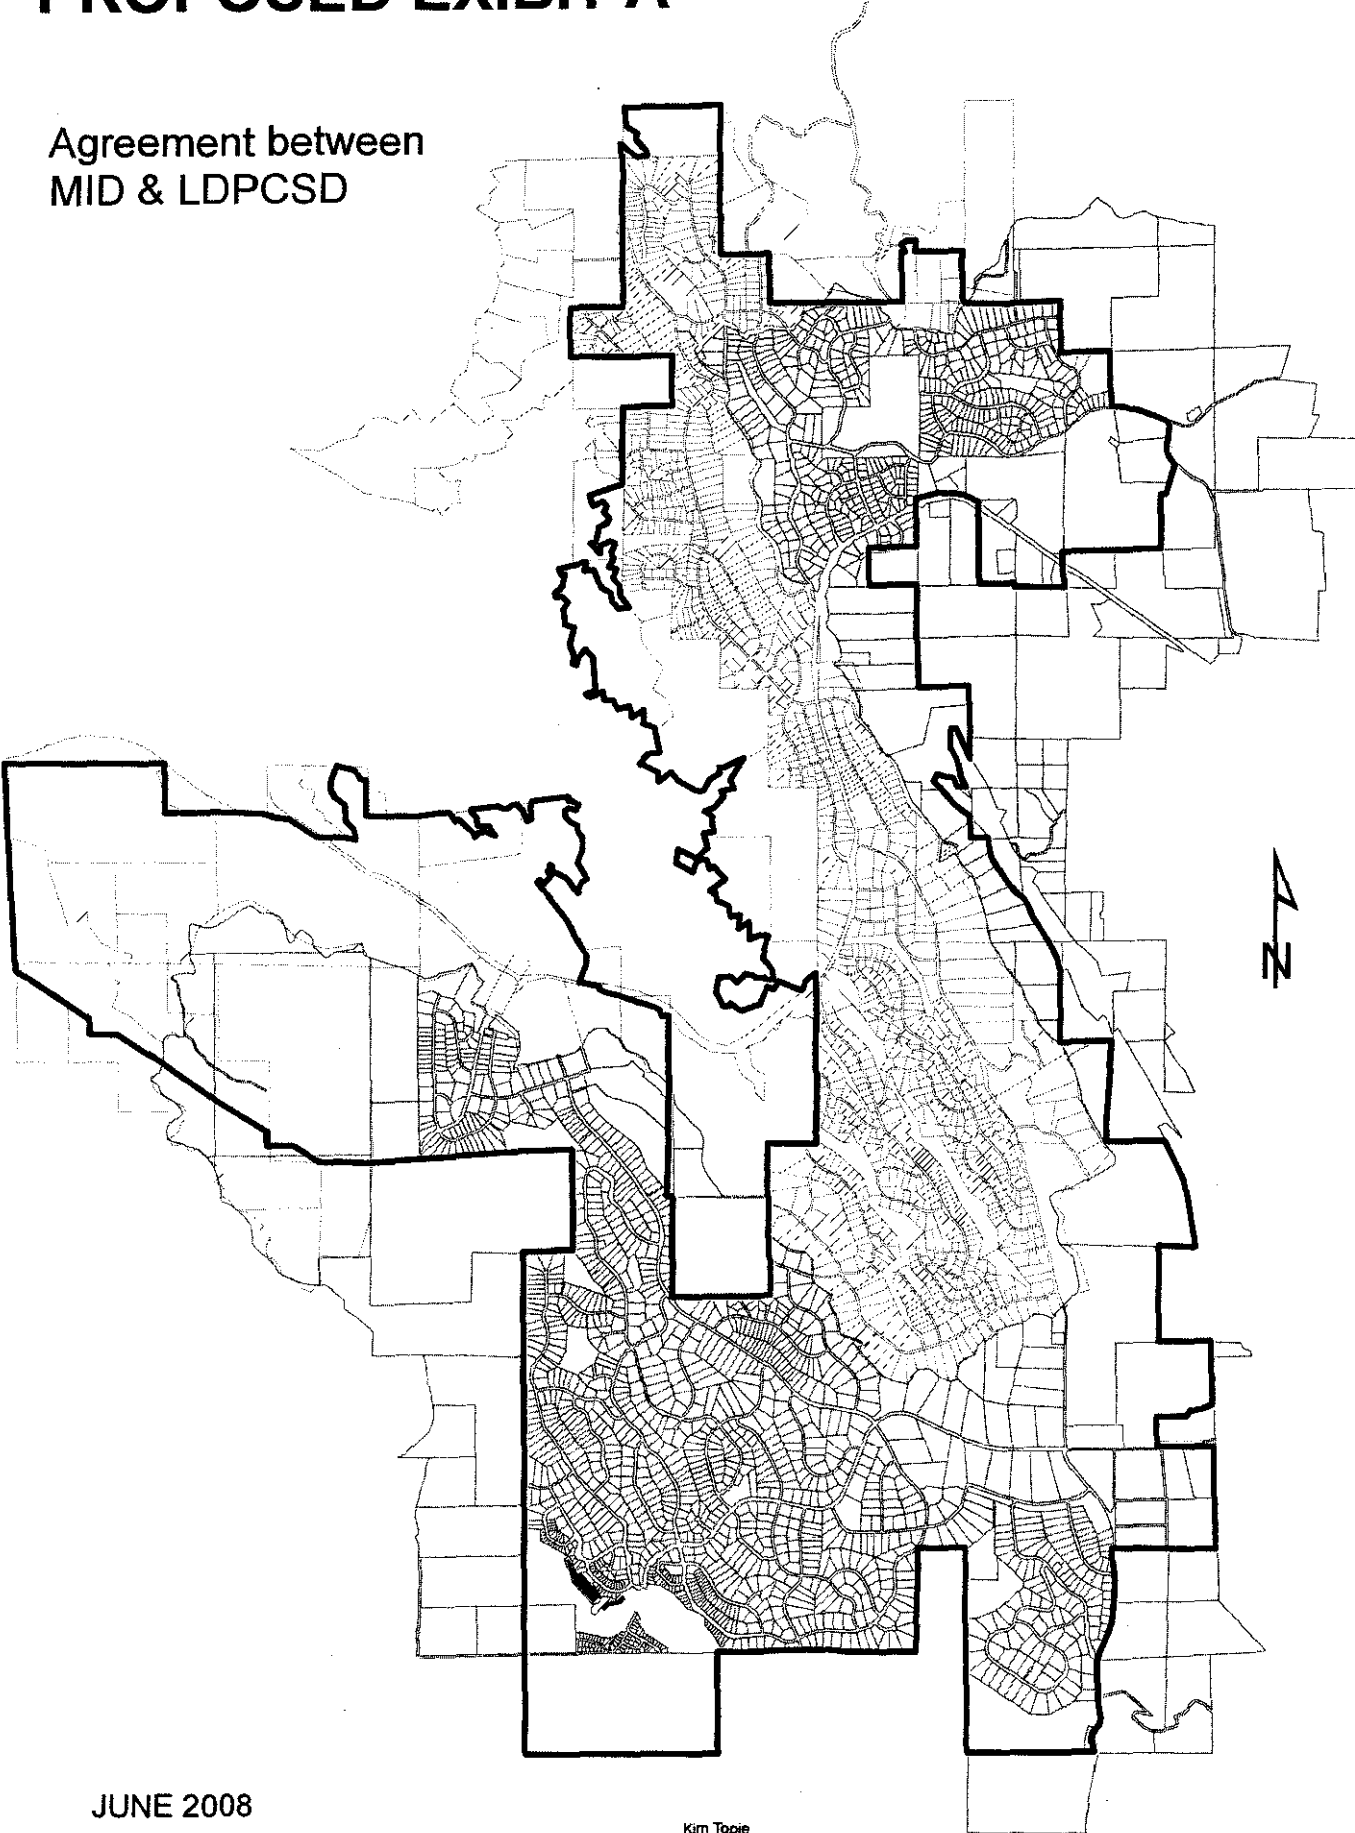 PROPOSED EXIBIT A
Agreement between
MID & LDPCSD
N
JUNE 2008
Kim Topie